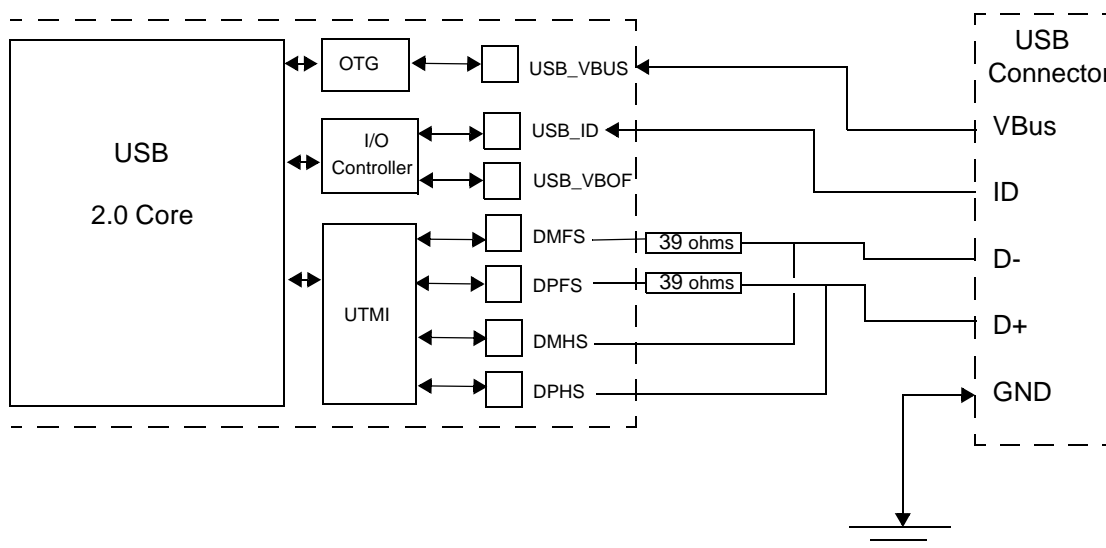 USB
2.0 Core
OTG
I/O
Controller
UTMI
USB_VBUS
USB_ID
USB_VBOF
DMFS
DPFS
DMHS
DPHS
39 ohms
39 ohms
USB
Connector
VBus
ID
D-
D+
GND